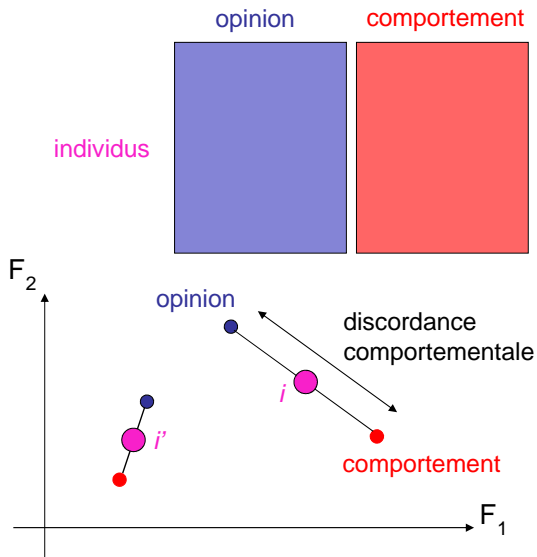 opinion
comportement
individus
F2
opinion
discordance
comportementale
i
i'
comportement
F1